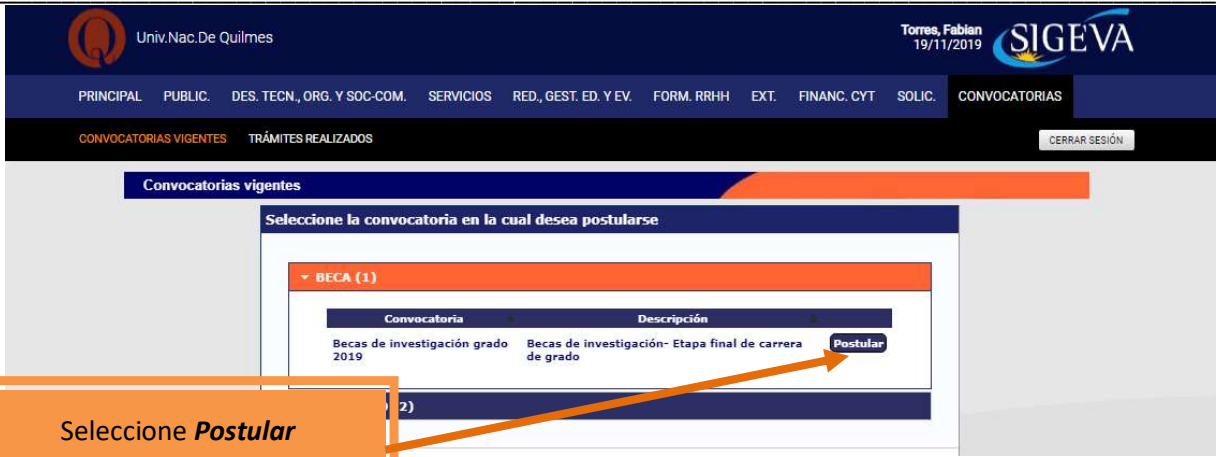 Univ.Nac.De Quilmes
Torres, Fabian
19/11/2019
SIGEVA
PRINCIPAL PUBLIC. DES. TECN., ORG. Y SOC-COM. SERVICIOS RED., GEST. ED. Y EV. FORM. RRHH EXT. FINANC. CYT SOLIC. CONVOCATORIAS
CONVOCATORIAS VIGENTES TRÁMITES REALIZADOS CERRAR SESIÓN
Convocatorias vigentes
Seleccione la convocatoria en la cual desea postularse
BECA (1)
Convocatoria Descripción
Becas de investigación grado 2019 Becas de investigación- Etapa final de carrera de grado Postular
2)
Seleccione Postular